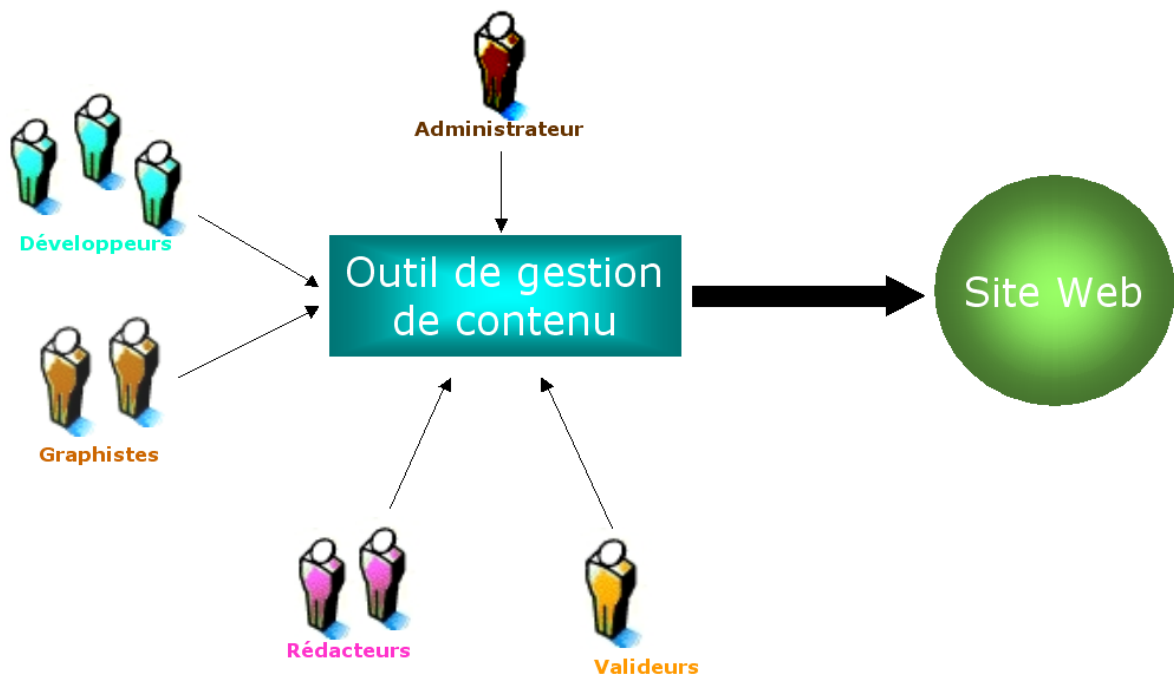 Administrateur
Développeurs
Outil de gestion
de contenu
Site Web
Graphistes
Rédacteurs
Valideurs